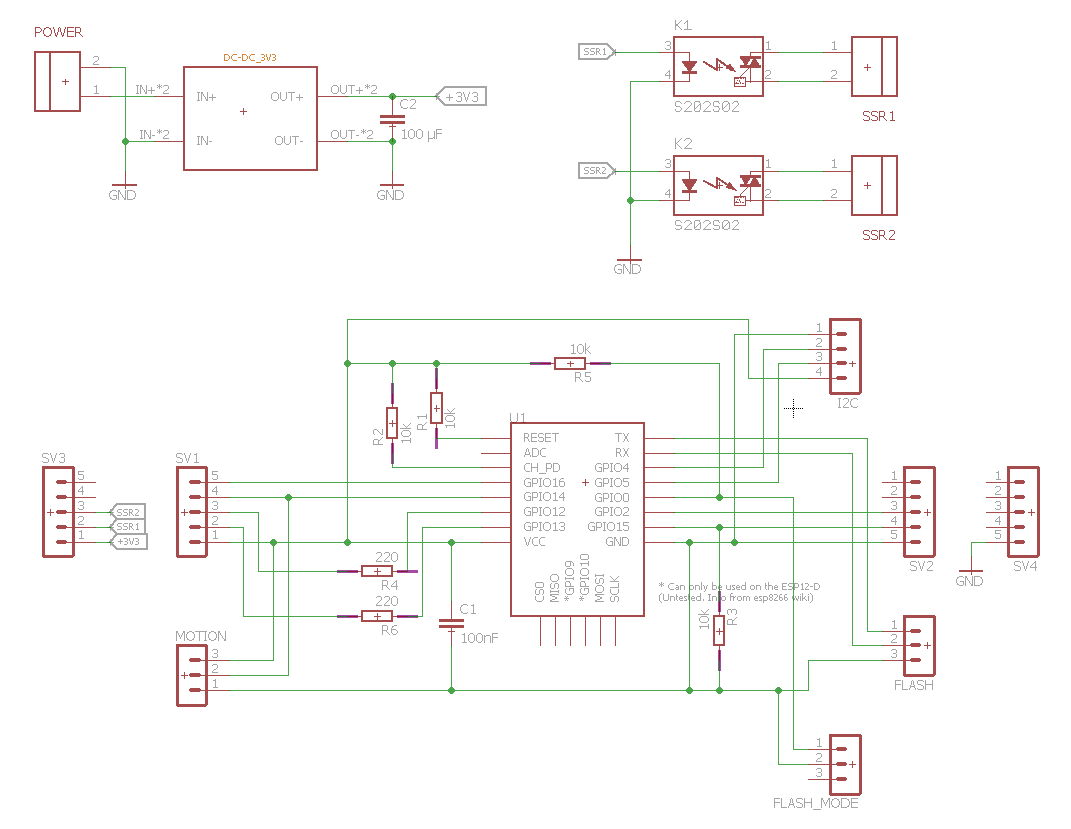 POWER
2
1
DC-DC_3V3
IN+*2
IN+
OUT+
OUT+*2
+3V3
C2
100 µF
IN-*2
IN-
OUT-
OUT-*2
GND
GND
K1
SSR1
3
4
1
2
1
2
S202S02
SSR1
K2
SSR2
3
4
1
2
1
2
S202S02
SSR2
GND
10k
R5
1
2
3
4
I2C
R2
10k
R1
10k
U1
RESET
ADC
CH_PD
GPIO16
GPIO14
GPIO12
GPIO13
VCC
TX
RX
GPIO4
GPIO5
GPIO0
GPIO2
GPIO15
GND
CS0
MISO
*GPIO9
*GPIO10
MOSI
SCLK
SV3
5
4
3
2
1
SSR2
SSR1
+3V3
SV1
5
4
3
2
1
220
R4
220
R6
C1
100nF
MOTION
3
2
1
* Can only be used on the ESP12-D
(Untested. Info from esp8266 wiki)
10K
R3
1
2
3
4
5
SV2
1
2
3
4
5
SV4
GND
1
2
3
FLASH
1
2
3
FLASH_MODE